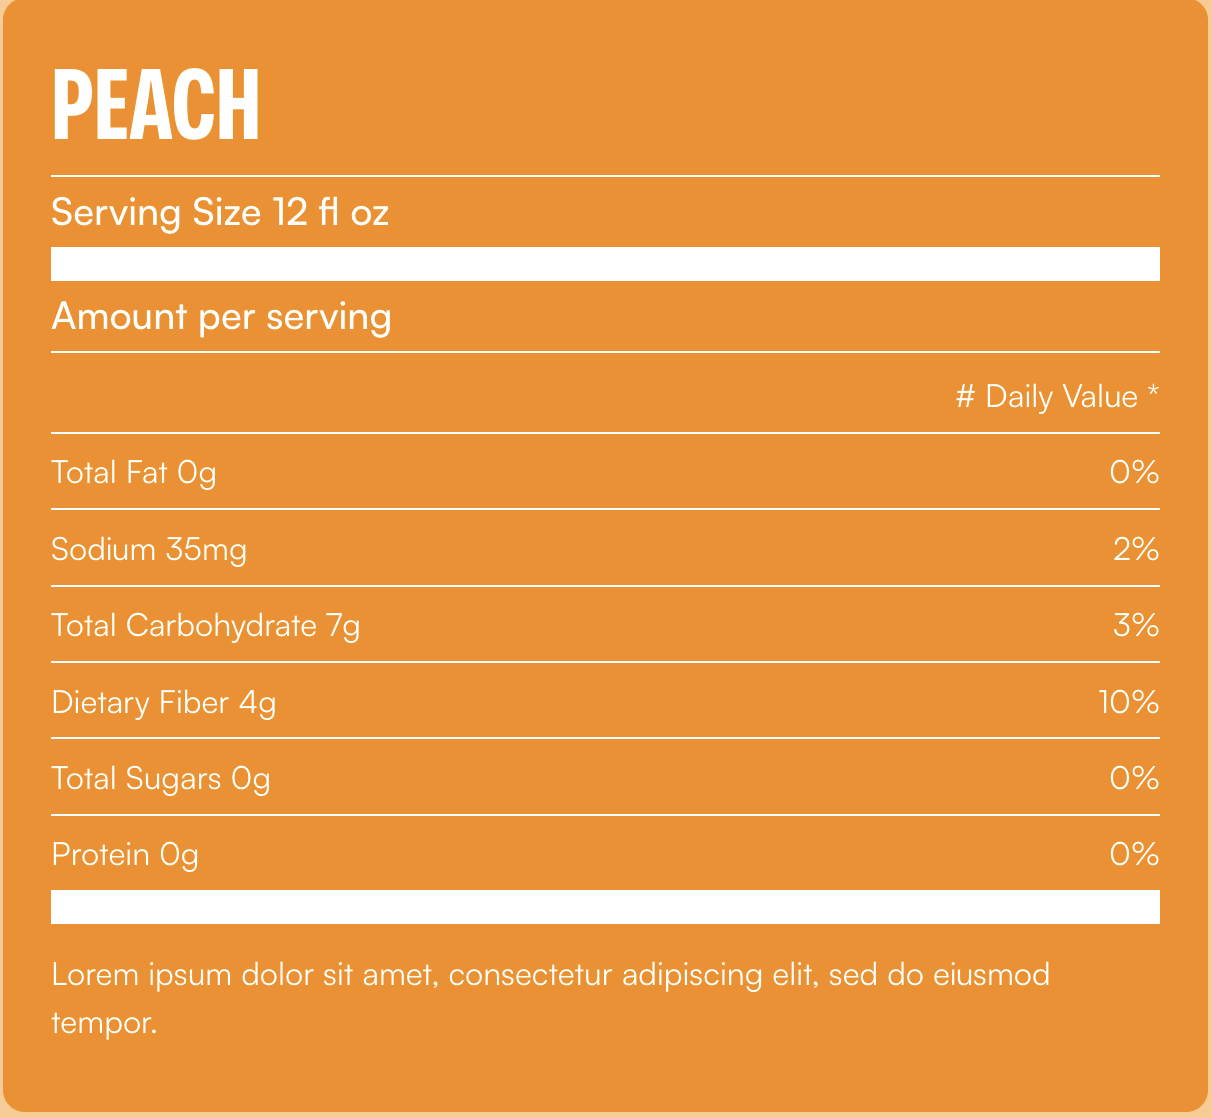 PEACH
Serving Size 12 fl oz
Amount per serving
# Daily Value *
Total Fat 0g 0%
Sodium 35mg 2%
Total Carbohydrate 7g 3%
Dietary Fiber 4g 10%
Total Sugars 0g 0%
Protein 0g 0%
Lorem ipsum dolor sit amet, consectetur adipiscing elit, sed do eiusmod
tempor.